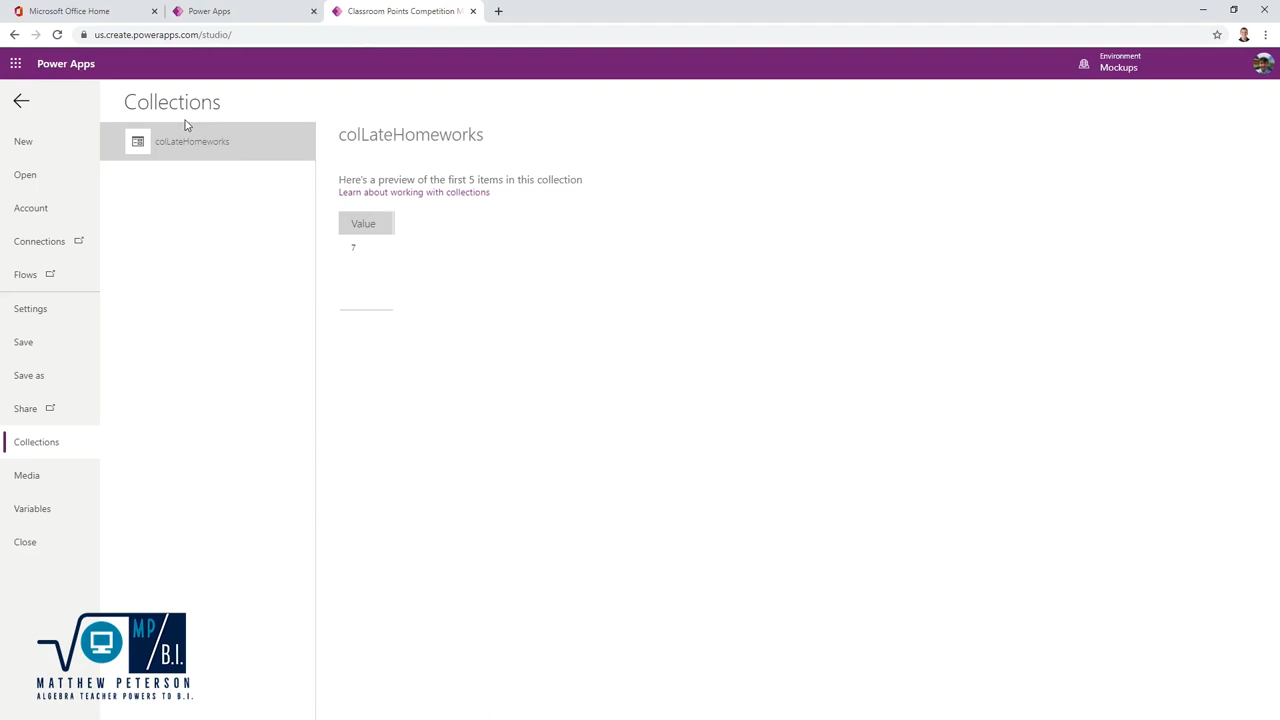 Microsoft Office Home
Power Apps
Classroom Points Competition M
us.create.powerapps.com/studio/
Power Apps
Environment
Mockups
Collections
colLateHomeworks
colLateHomeworks
New
Open
Account
Connections
Flows
Settings
Save
Save as
Share
Collections
Media
Variables
Close
Here's a preview of the first 5 items in this collection
Learn about working with collections
Value
7
MP
B.I.
MATTHEW PETERSON
ALGEBRA TEACHER POWERS TO B.I.